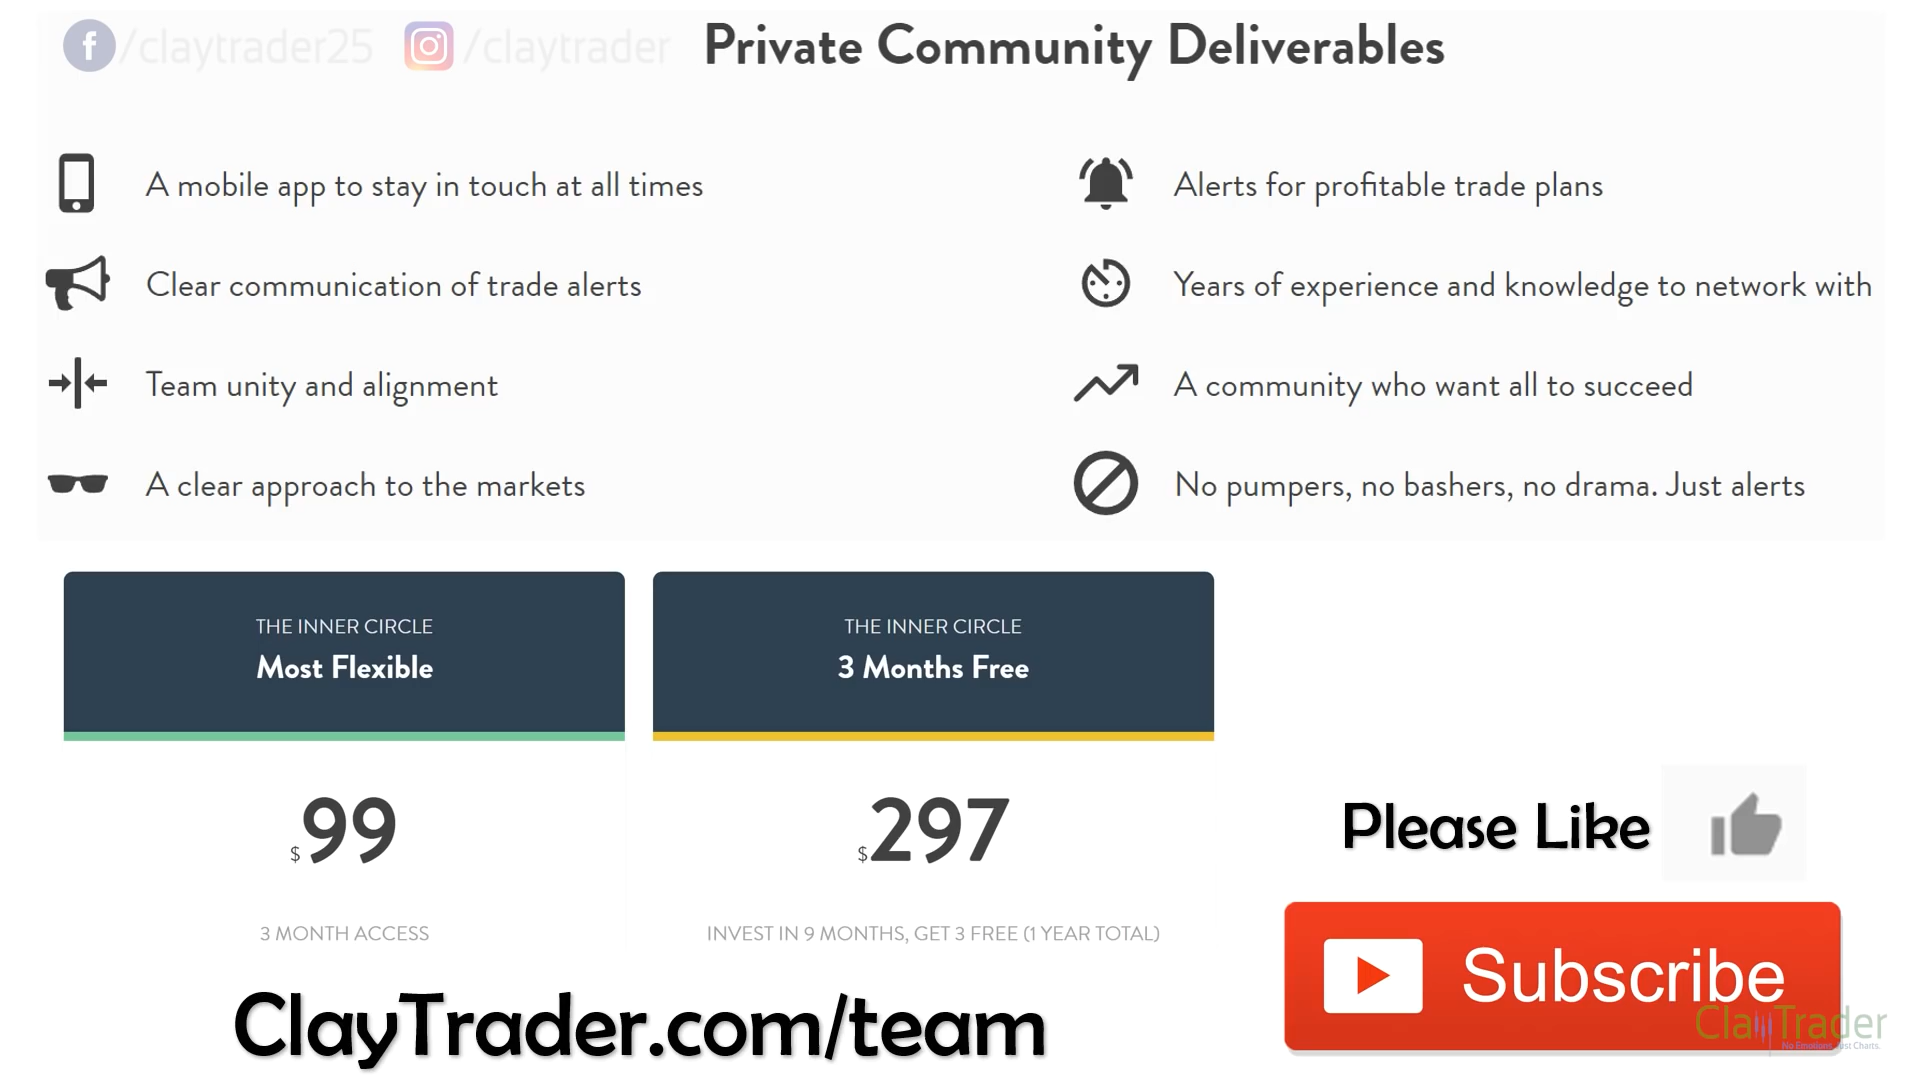 /claytrader25 /claytrader Private Community Deliverables
A mobile app to stay in touch at all times
Alerts for profitable trade plans
Clear communication of trade alerts
Years of experience and knowledge to network with
Team unity and alignment
A community who want all to succeed
A clear approach to the markets
No pumpers, no bashers, no drama. Just alerts
THE INNER CIRCLE
Most Flexible
$99
3 MONTH ACCESS
THE INNER CIRCLE
3 Months Free
$297
INVEST IN 9 MONTHS, GET 3 FREE (1 YEAR TOTAL)
Please Like
Subscribe
ClayTrader.com/team
ClayTrader
No Emotions. Just Charts.